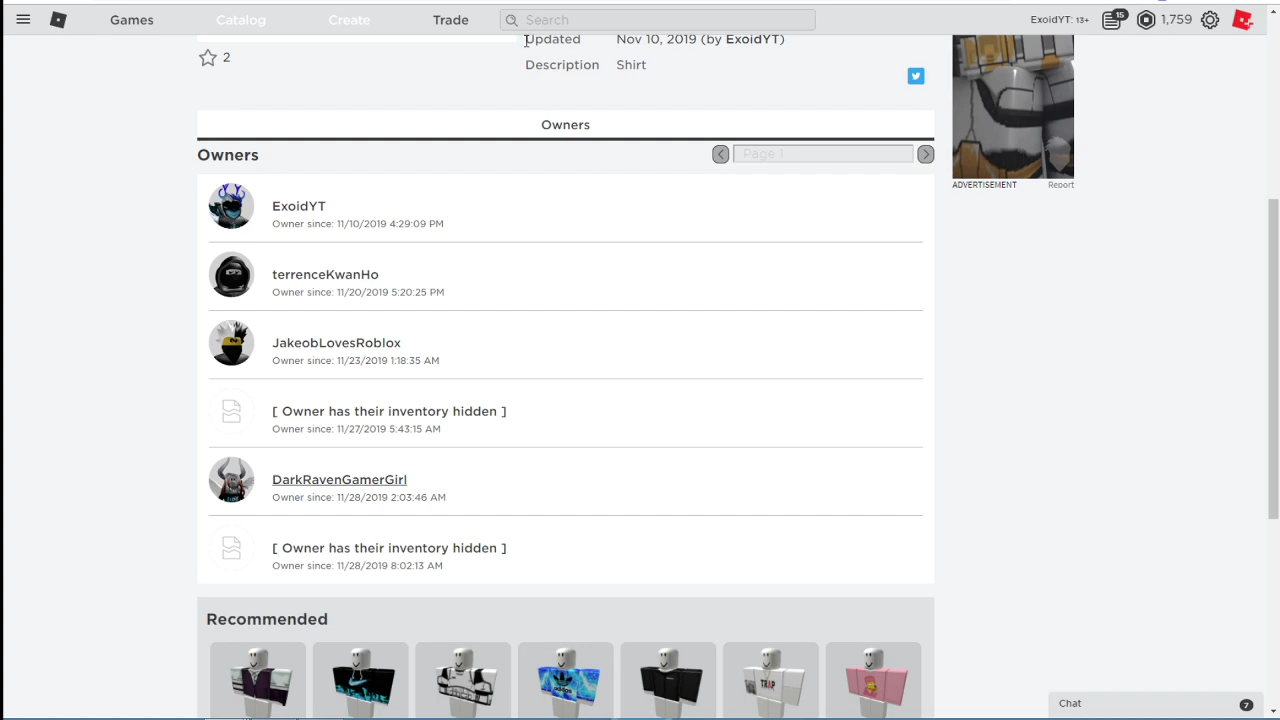 Games Catalog Create Trade Search ExoidYT: 13+ 15 1,759
Updated Nov 10, 2019 (by ExoidYT)
2
Description Shirt
Owners
Owners Page 1
ADVERTISEMENT Report
ExoidYT
Owner since: 11/10/2019 4:29:09 PM
terrenceKwanHo
Owner since: 11/20/2019 5:20:25 PM
JakeobLovesRoblox
Owner since: 11/23/2019 1:18:35 AM
[ Owner has their inventory hidden ]
Owner since: 11/27/2019 5:43:15 AM
DarkRavenGamerGirl
Owner since: 11/28/2019 2:03:46 AM
[ Owner has their inventory hidden ]
Owner since: 11/28/2019 8:02:13 AM
Recommended
adidas
TRAP
Chat 7